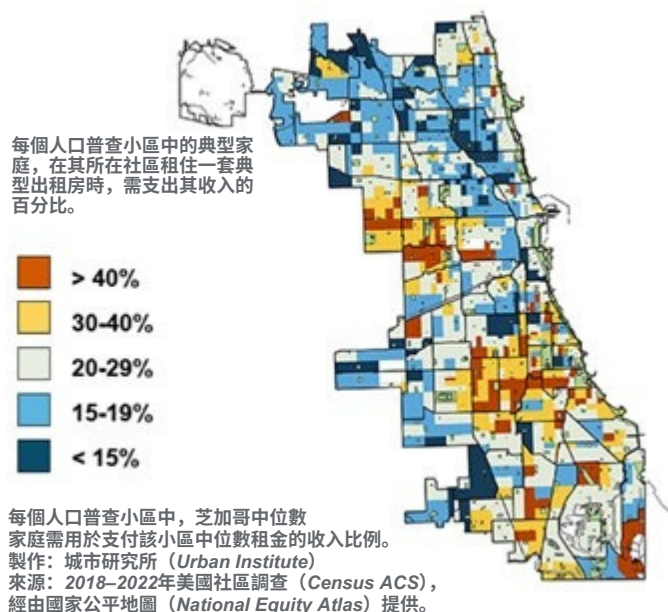 每個人口普查小區中的典型家
庭，在其所在社區租住一套典
型出租房時，需支出其收入的
百分比。
> 40%
30-40%
20-29%
15-19%
< 15%
每個人口普查小區中，芝加哥中位數
家庭需用於支付該小區中位數租金的收入比例。
製作：城市研究所（Urban Institute）
來源：2018–2022年美國社區調查（Census ACS），
經由國家公平地圖（National Equity Atlas）提供。